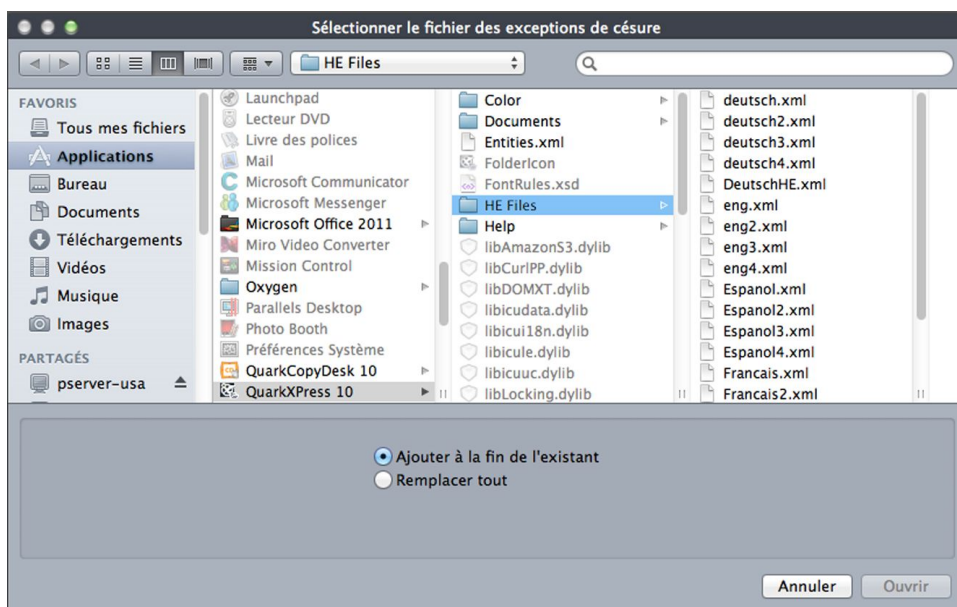 Sélectionner le fichier des exceptions de césure
HE Files
FAVORIS
Tous mes fichiers
Applications
Bureau
Documents
Téléchargements
Vidéos
Musique
Images
PARTAGÉS
pserver-usa
Launchpad
Lecteur DVD
Livre des polices
Mail
Microsoft Communicator
Microsoft Messenger
Microsoft Office 2011
Miro Video Converter
Mission Control
Oxygen
Parallels Desktop
Photo Booth
Préférences Système
QuarkCopyDesk 10
QuarkXPress 10
Color
Documents
Entities.xml
FolderIcon
FontRules.xsd
HE Files
Help
libAmazonS3.dylib
libCurlPP.dylib
libDOMXT.dylib
libicudata.dylib
libicui18n.dylib
libicule.dylib
libicuuc.dylib
libLocking.dylib
deutsch.xml
deutsch2.xml
deutsch3.xml
deutsch4.xml
DeutschHE.xml
eng.xml
eng2.xml
eng3.xml
eng4.xml
Espanol.xml
Espanol2.xml
Espanol3.xml
Espanol4.xml
Francais.xml
Francais2.xml
Ajouter à la fin de l'existant
Remplacer tout
Annuler
Ouvrir